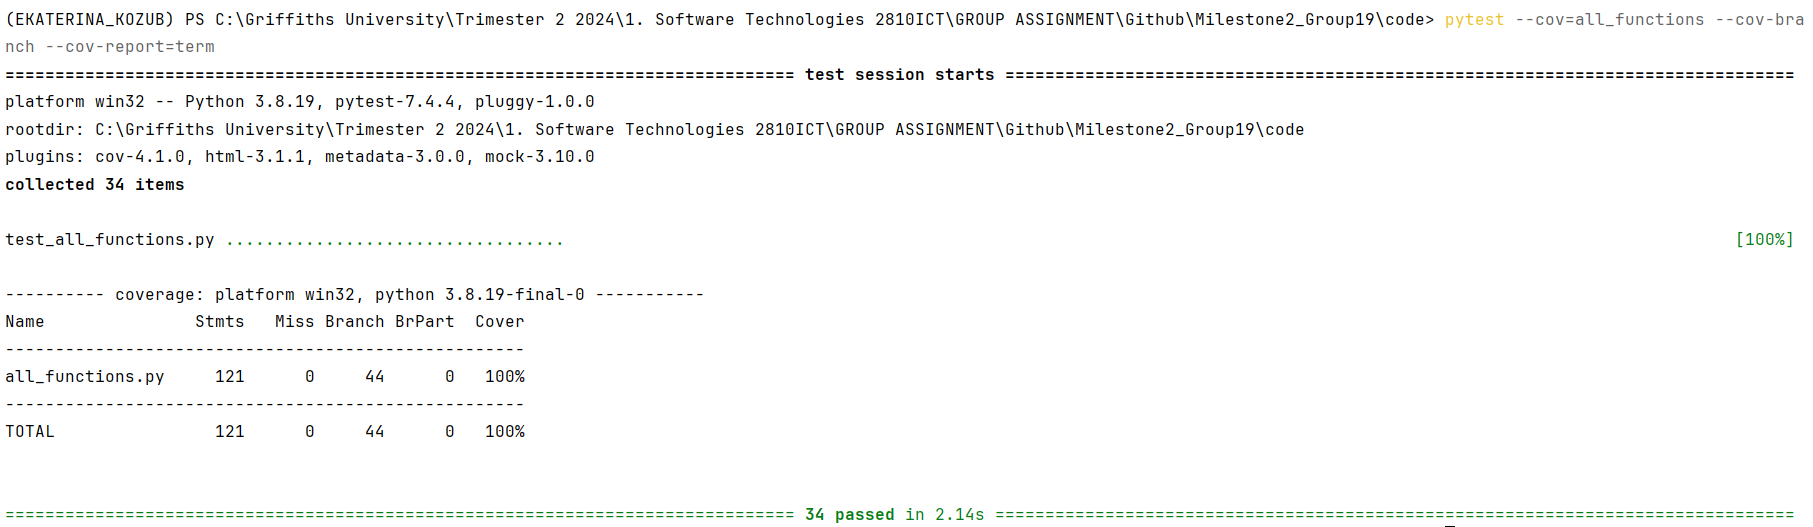 (EKATERINA_KOZUB) PS C:\Griffiths University\Trimester 2 2024\1. Software Technologies 2810ICT\GROUP ASSIGNMENT\Github\Milestone2_Group19\code> pytest --cov=all_functions --cov-bra
nch --cov-report=term
=============================================================================== test session starts ===============================================================================
platform win32 -- Python 3.8.19, pytest-7.4.4, pluggy-1.0.0
rootdir: C:\Griffiths University\Trimester 2 2024\1. Software Technologies 2810ICT\GROUP ASSIGNMENT\Github\Milestone2_Group19\code
plugins: cov-4.1.0, html-3.1.1, metadata-3.0.0, mock-3.10.0
collected 34 items
test_all_functions.py ..................................                                                                                                                     [100%]
---------- coverage: platform win32, python 3.8.19-final-0 -----------
Name               Stmts   Miss Branch BrPart  Cover
----------------------------------------------------
all_functions.py     121      0     44      0   100%
----------------------------------------------------
TOTAL                121      0     44      0   100%
=============================================================================== 34 passed in 2.14s ================================================================================